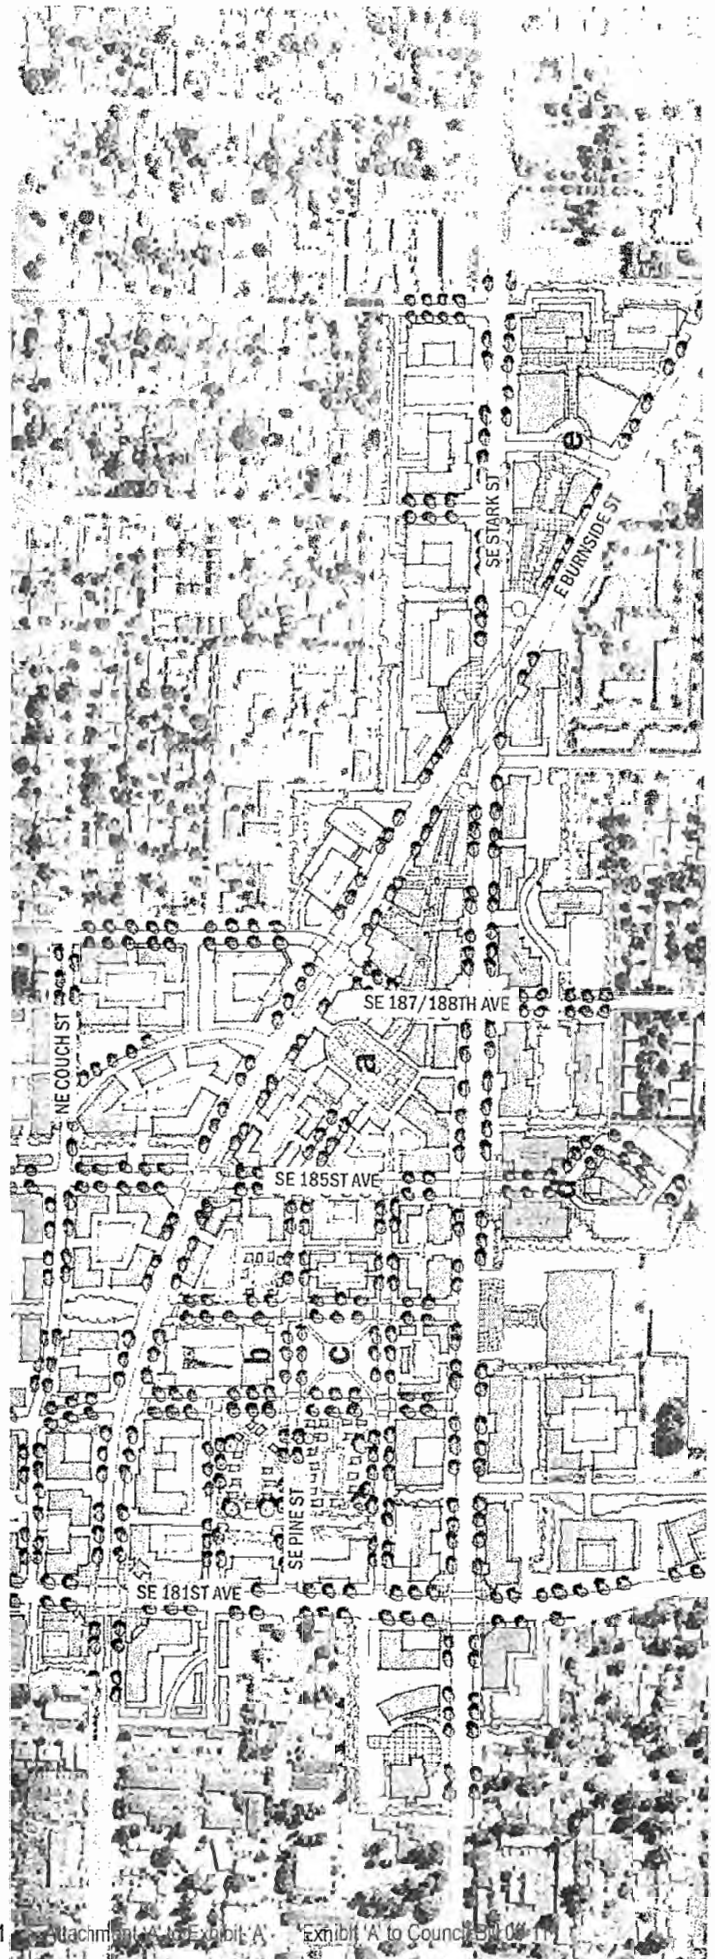 SE STARK ST
E BURNSIDE ST
e
SE 187/188TH AVE
NE COUCH ST
a
SE 185ST AVE
d
b
c
SE PINE ST
SE 181ST AVE
1 Attachment 'A' to Exhibit 'A' Exhibit 'A' to Council Bill